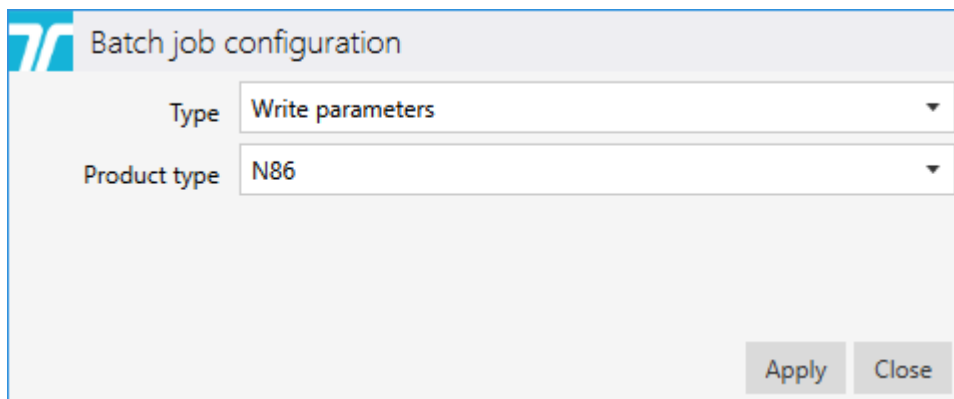 Batch job configuration
Type Write parameters
Product type N86
Apply Close